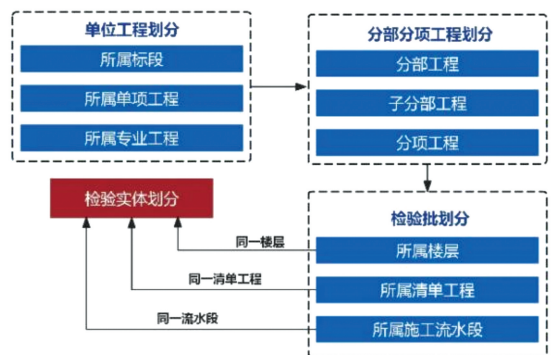 单位工程划分
所属标段
所属单项工程
所属专业工程
分部分项工程划分
分部工程
子分部工程
分项工程
检验实体划分
检验批划分
同一楼层
所属楼层
同一清单工程
所属清单工程
同一流水段
所属施工流水段